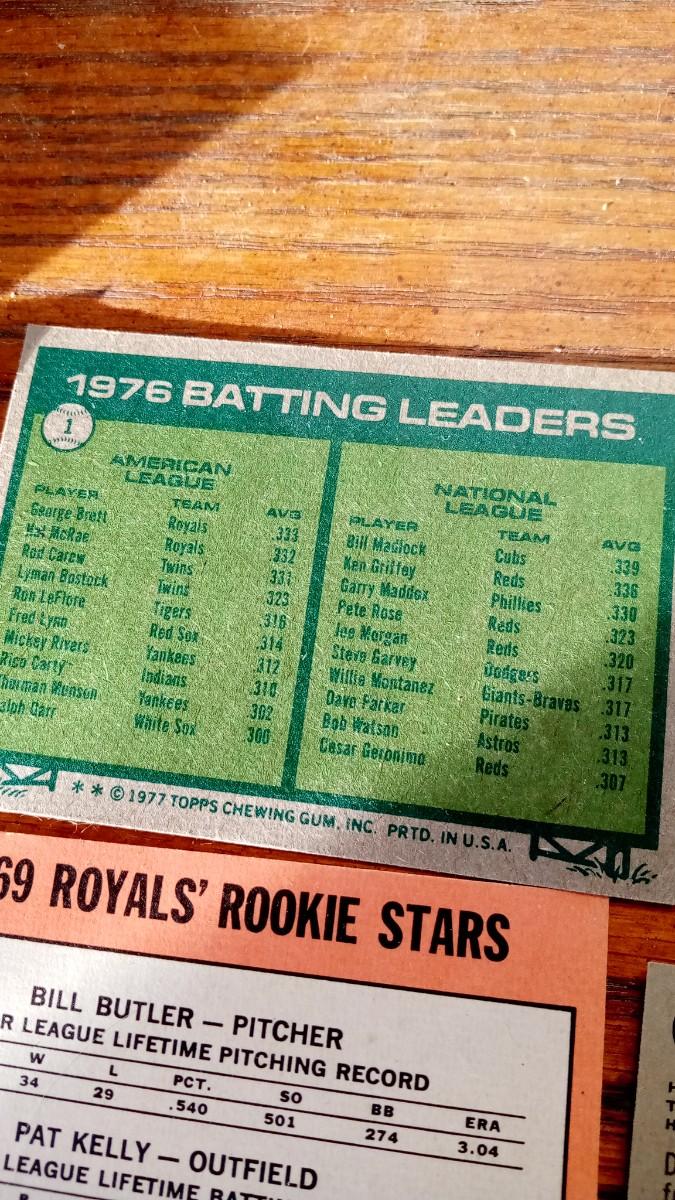 1976 BATTING LEADERS
1
AMERICAN
LEAGUE
PLAYER TEAM AVG
George Brett Royals .333
Hal McRae Royals .332
Rod Carew Twins .331
Lyman Bostock Twins .323
Ron LeFlore Tigers .316
Fred Lynn Red Sox .314
Mickey Rivers Yankees .312
Rico Carty Indians .310
Thurman Munson Yankees .302
alph Garr White Sox .300
NATIONAL
LEAGUE
PLAYER TEAM AVG
Bill Madlock Cubs .339
Ken Griffey Reds .336
Garry Maddox Phillies .330
Pete Rose Reds .323
Joe Morgan Reds .320
Steve Garvey Dodgers .317
Willie Montanez Giants-Braves .317
Dave Parker Pirates .313
Bob Watson Astros .313
Cesar Geronimo Reds .307
* * © 1977 TOPPS CHEWING GUM, INC. PRTD. IN U.S.A.
69 ROYALS' ROOKIE STARS
BILL BUTLER — PITCHER
R LEAGUE LIFETIME PITCHING RECORD
W L PCT. SO BB ERA
34 29 .540 501 274 3.04
PAT KELLY — OUTFIELD
LEAGUE LIFETIME BATTI